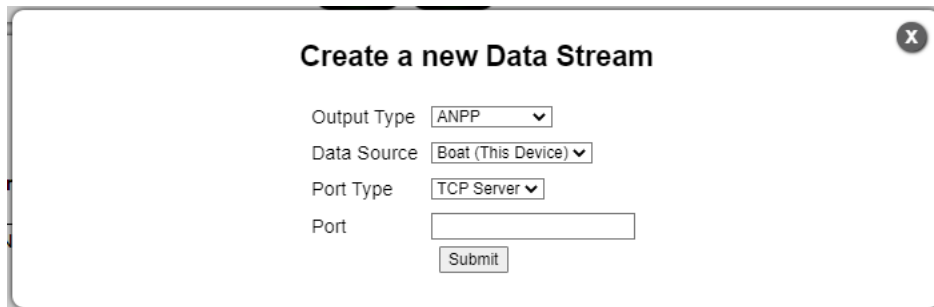 X
Create a new Data Stream
Output Type ANPP
Data Source Boat (This Device)
Port Type TCP Server
Port
Submit